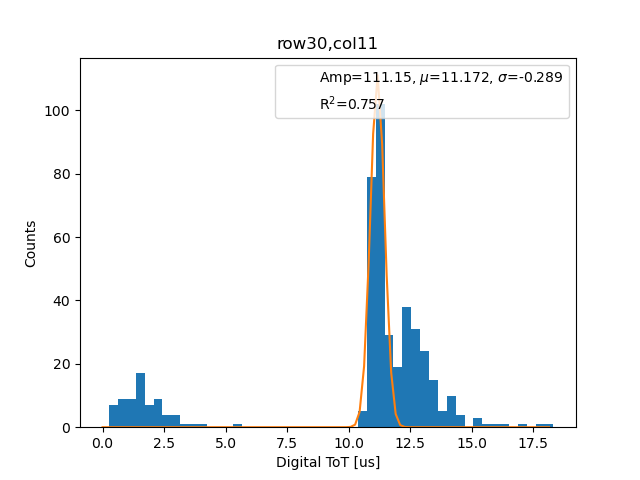 row30,col11
Amp=111.15, μ=11.172, σ=-0.289
R²=0.757
100
80
60
40
20
0
Counts
0.0 2.5 5.0 7.5 10.0 12.5 15.0 17.5
Digital ToT [us]